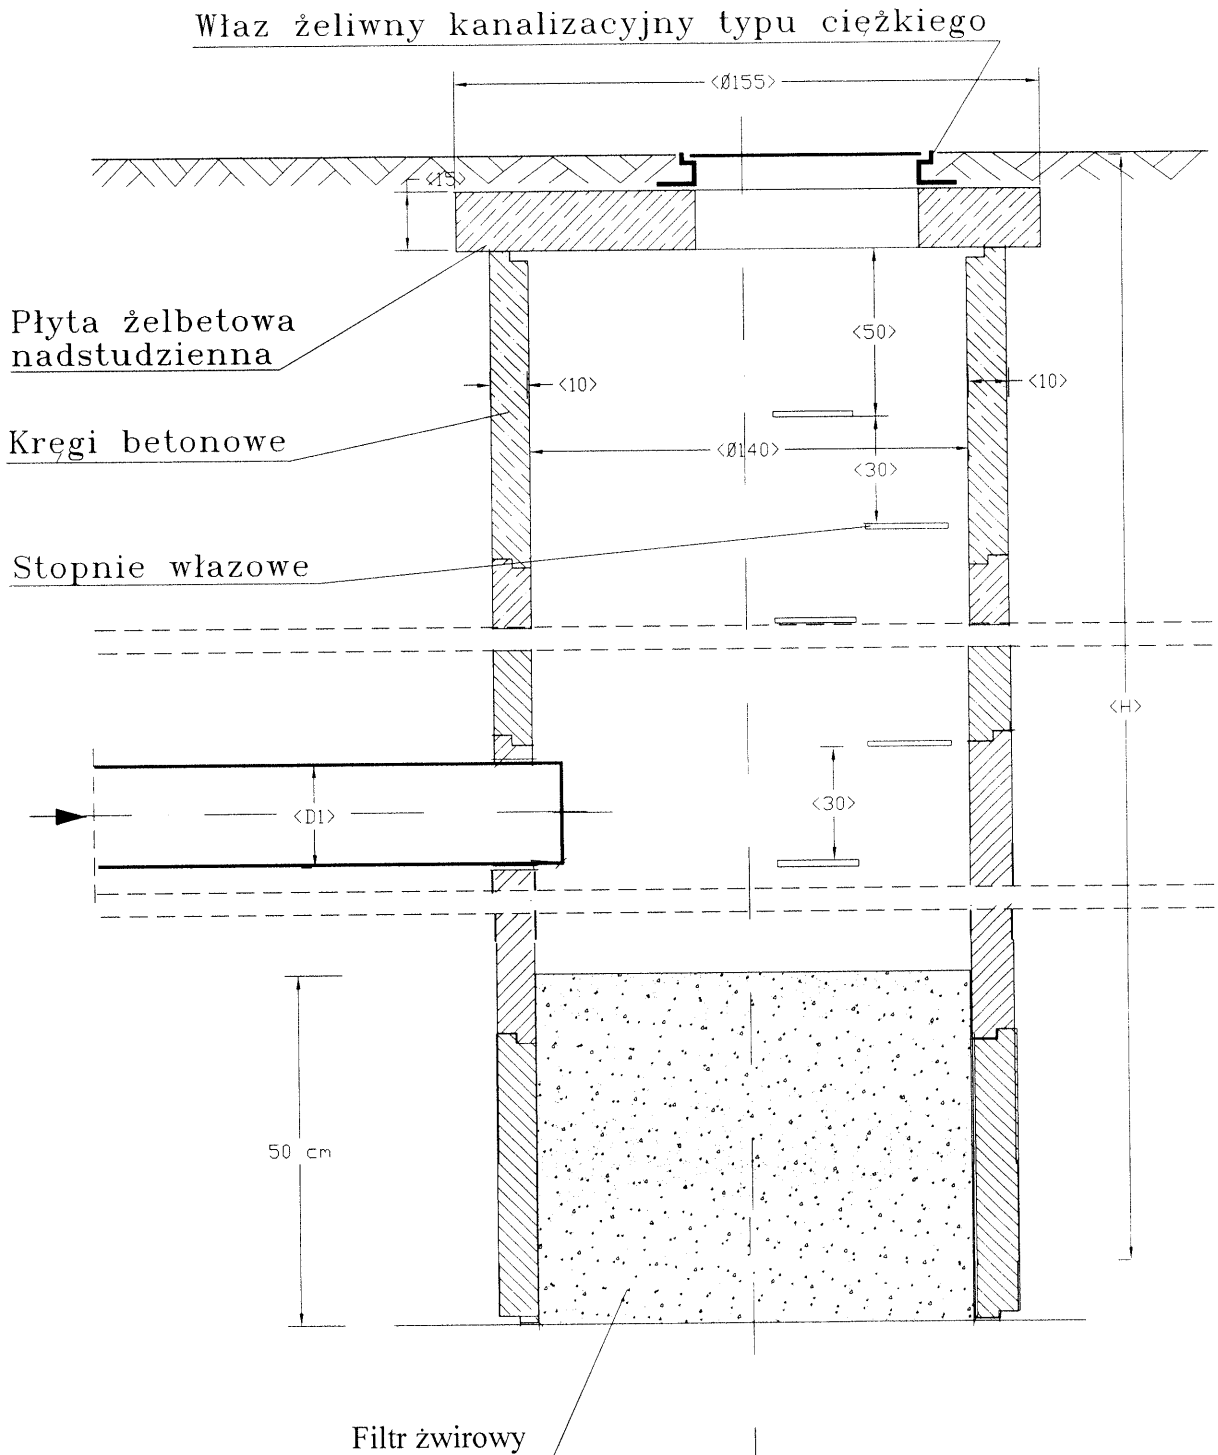 Właz żeliwny kanalizacyjny typu ciężkiego
<Ø155>
<15>
Płyta żelbetowa
nadstudzienna
<50>
<10>
<10>
Kręgi betonowe
<Ø140>
<30>
Stopnie włazowe
<H>
<30>
<D1>
50 cm
Filtr żwirowy